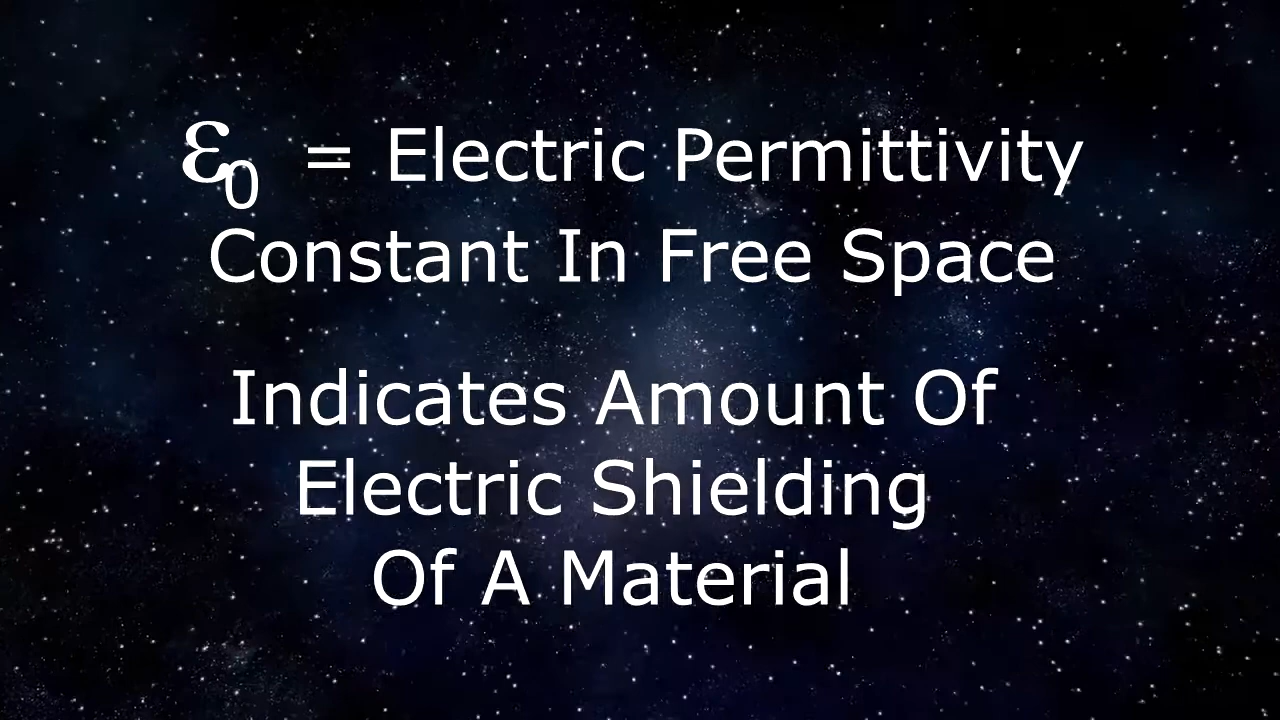 ε₀ = Electric Permittivity
Constant In Free Space
Indicates Amount Of
Electric Shielding
Of A Material